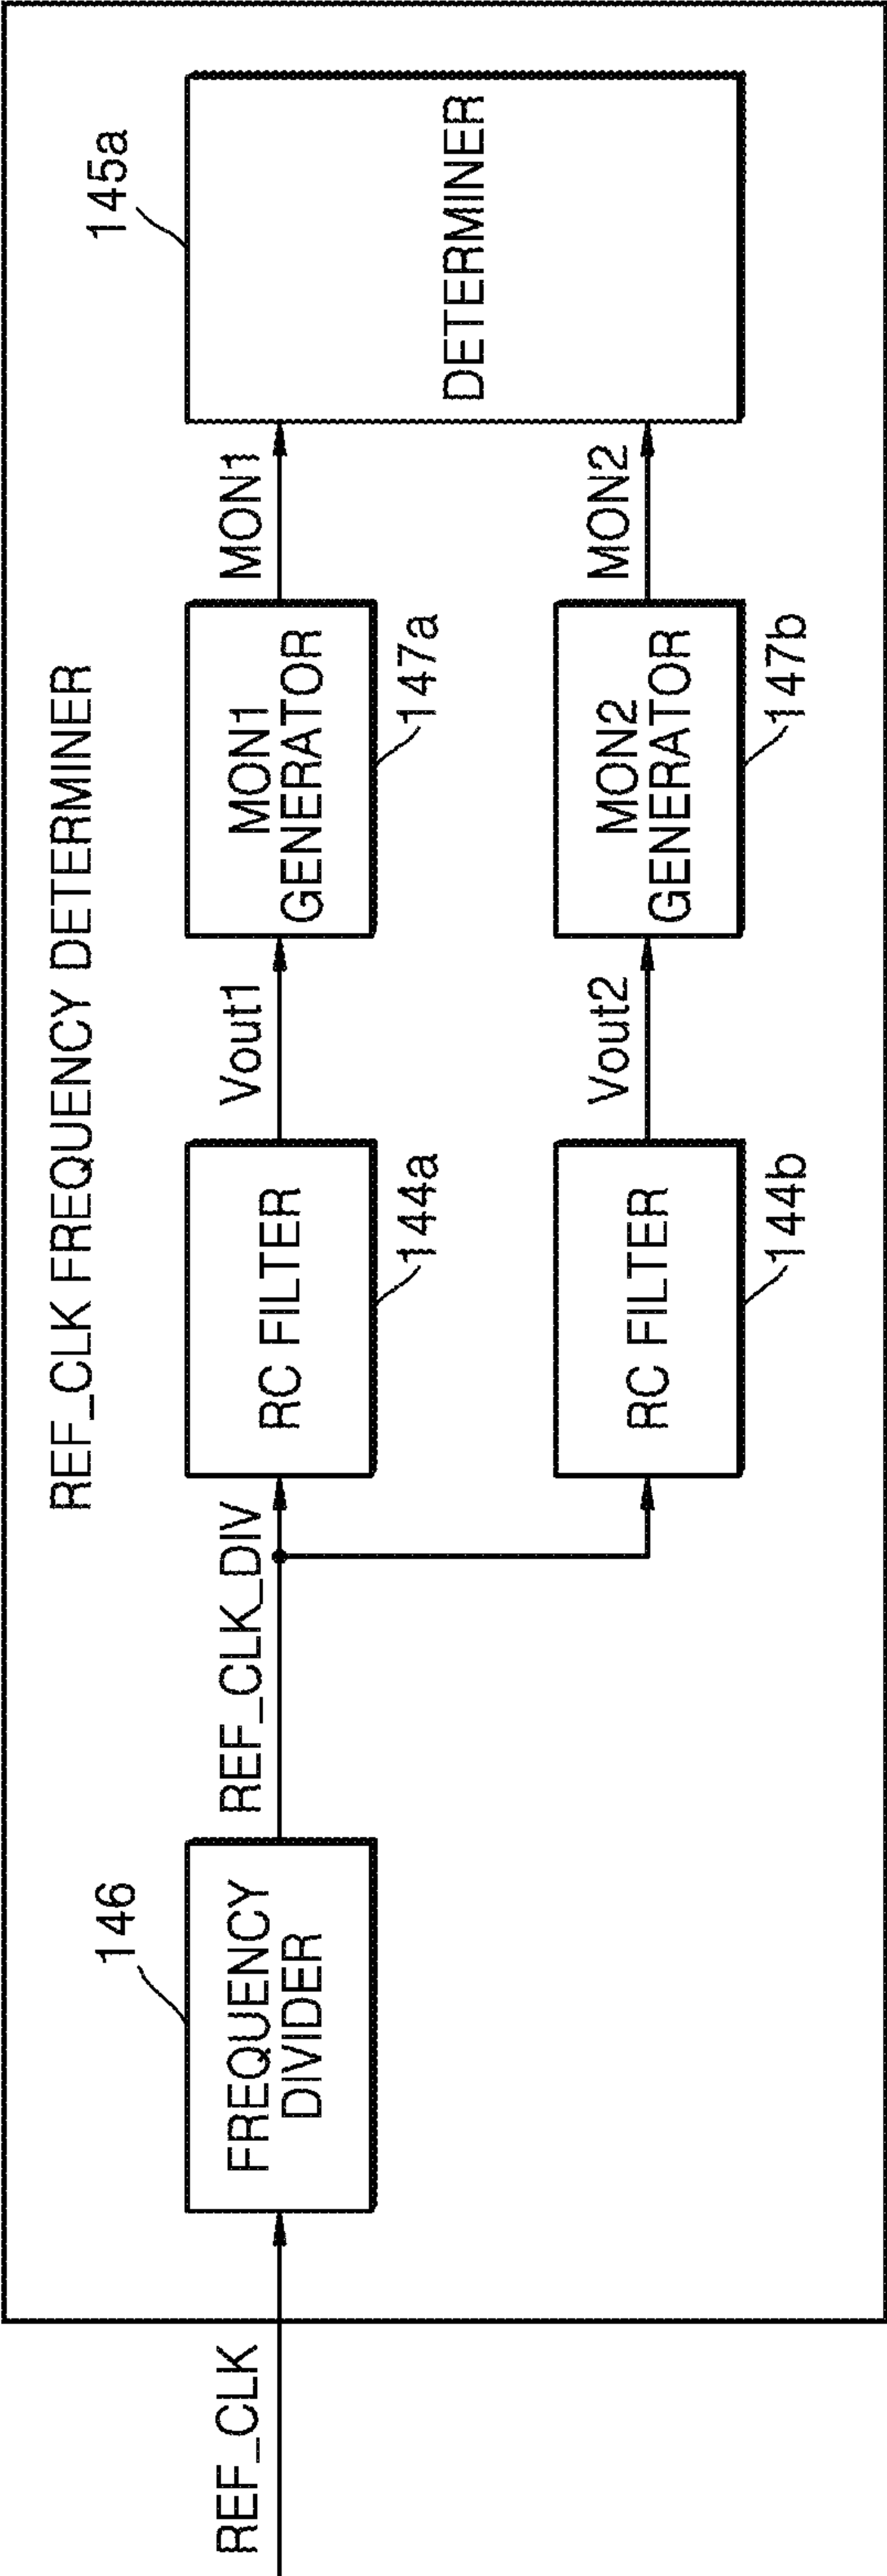 REF_CLK FREQUENCY DETERMINER
REF_CLK
146
FREQUENCY
DIVIDER
REF_CLK_DIV
RC FILTER
144a
Vout1
MON1
GENERATOR
147a
MON1
145a
DETERMINER
RC FILTER
144b
Vout2
MON2
GENERATOR
147b
MON2